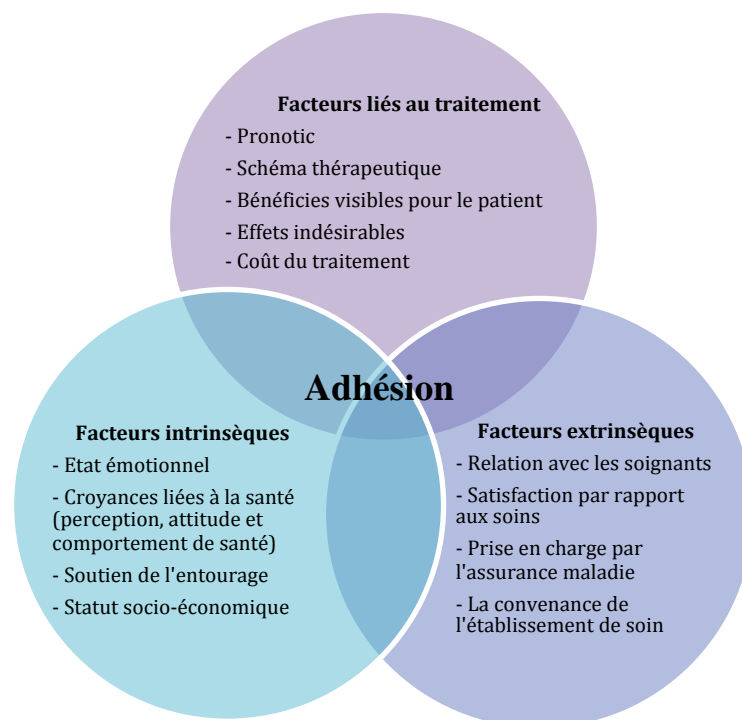 Facteurs liés au traitement
- Pronotic
- Schéma thérapeutique
- Bénéficies visibles pour le patient
- Effets indésirables
- Coût du traitement
Adhésion
Facteurs intrinsèques
- Etat émotionnel
- Croyances liées à la santé
(perception, attitude et
comportement de santé)
- Soutien de l'entourage
- Statut socio-économique
Facteurs extrinsèques
- Relation avec les soignants
- Satisfaction par rapport
aux soins
- Prise en charge par
l'assurance maladie
- La convenance de
l'établissement de soin